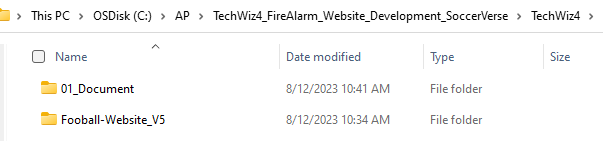 This PC > OSDisk (C:) > AP > TechWiz4_FireAlarm_Website_Development_SoccerVerse > TechWiz4 >
Name Date modified Type Size
01_Document 8/12/2023 10:41 AM File folder
Fooball-Website_V5 8/12/2023 10:34 AM File folder